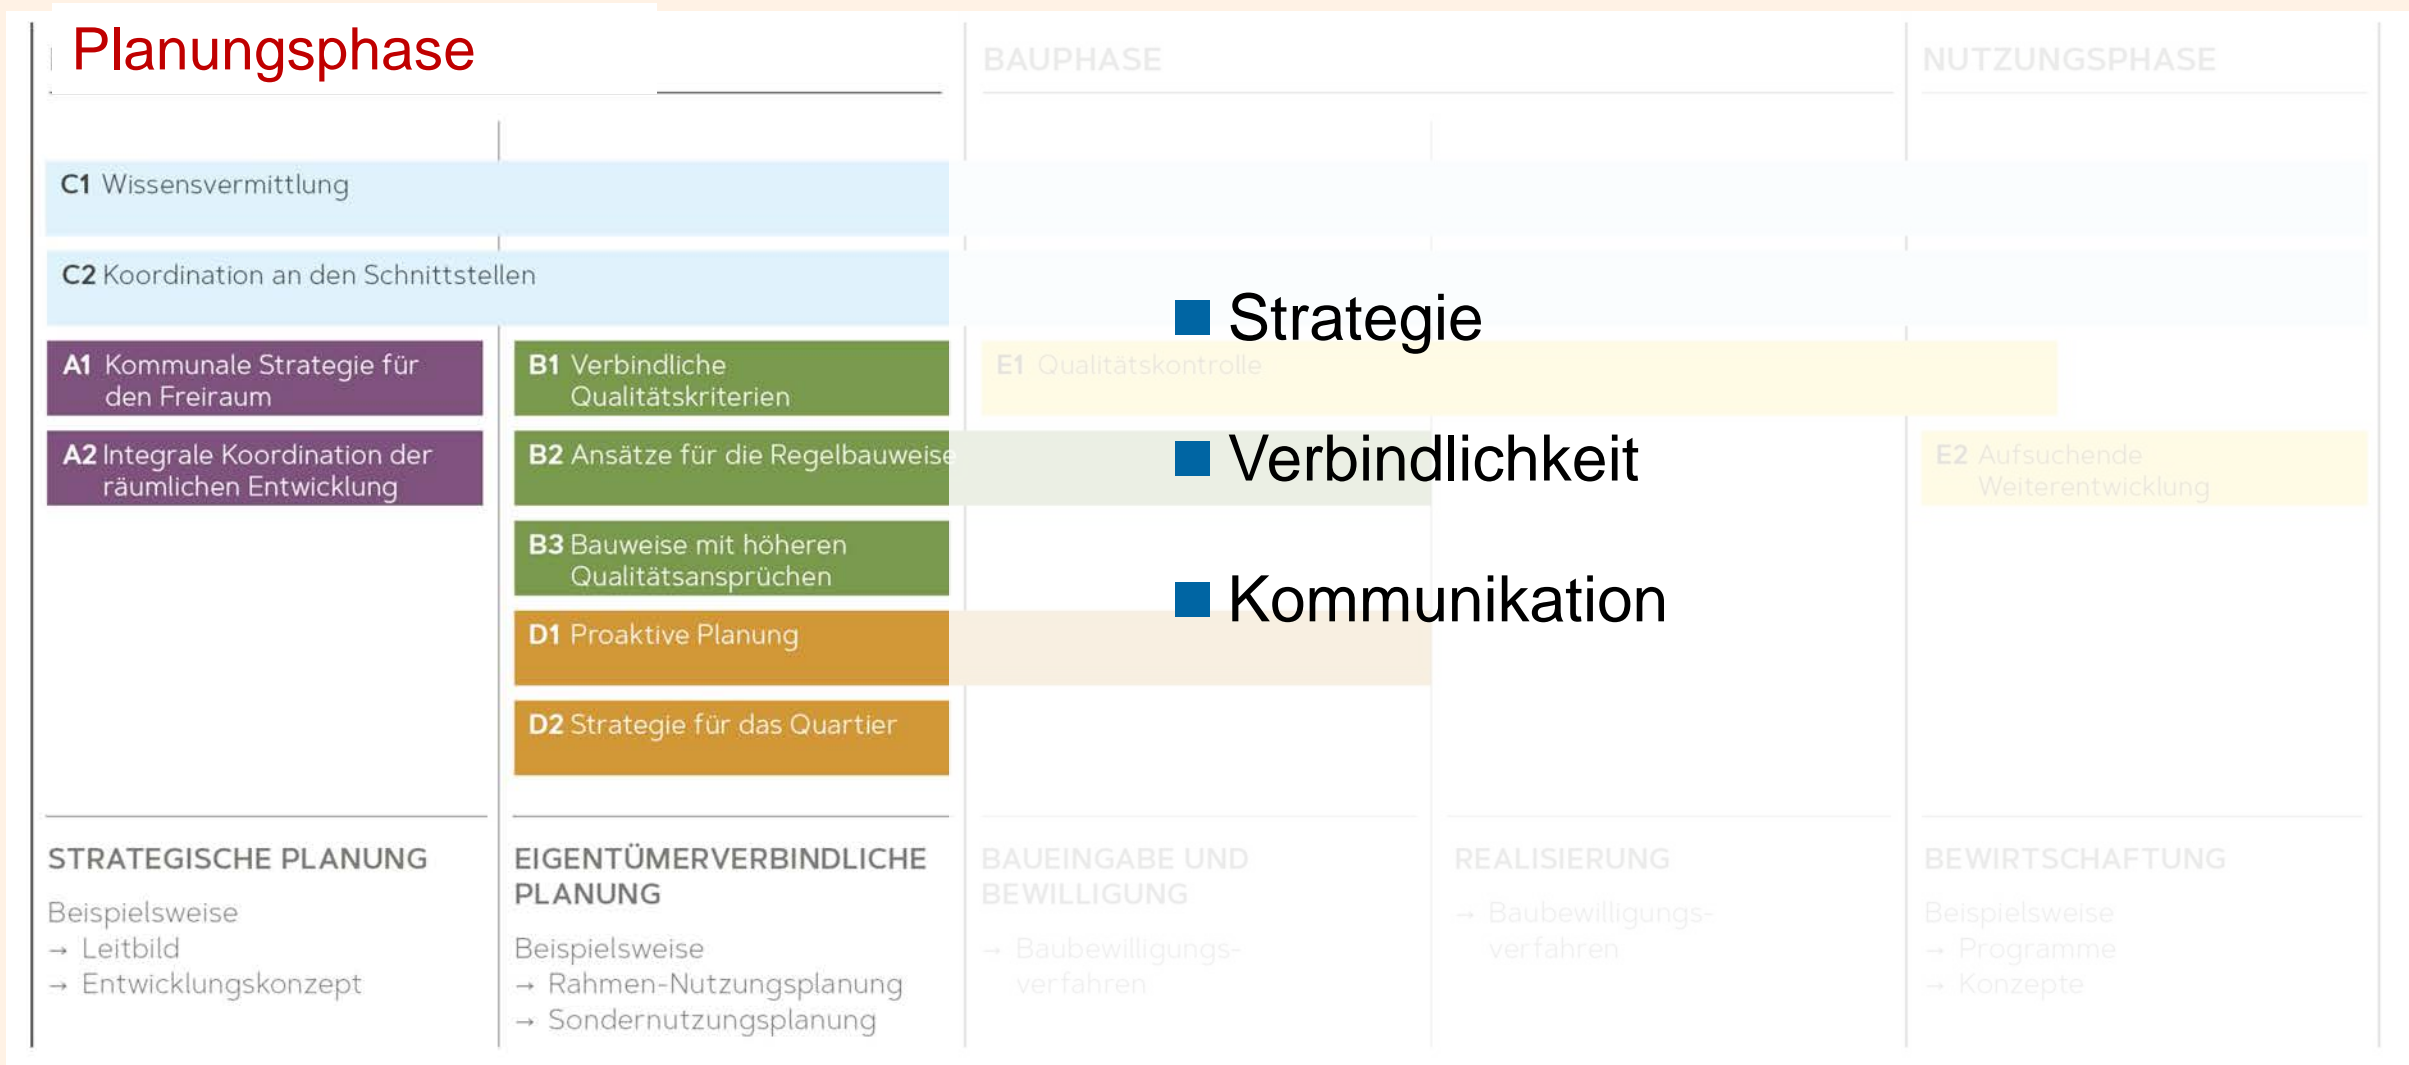 Planungsphase
BAUPHASE
NUTZUNGSPHASE
C1 Wissensvermittlung
C2 Koordination an den Schnittstellen
■ Strategie
A1 Kommunale Strategie für
den Freiraum
B1 Verbindliche
Qualitätskriterien
E1 Qualitätskontrolle
A2 Integrale Koordination der
räumlichen Entwicklung
B2 Ansätze für die Regelbauweise
■ Verbindlichkeit
E2 Aufsuchende
Weiterentwicklung
B3 Bauweise mit höheren
Qualitätsansprüchen
■ Kommunikation
D1 Proaktive Planung
D2 Strategie für das Quartier
STRATEGISCHE PLANUNG
Beispielsweise
→ Leitbild
→ Entwicklungskonzept
EIGENTÜMERVERBINDLICHE
PLANUNG
Beispielsweise
→ Rahmen-Nutzungsplanung
→ Sondernutzungsplanung
BAUEINGABE UND
BEWILLIGUNG
→ Baubewilligungs-
verfahren
REALISIERUNG
→ Baubewilligungs-
verfahren
BEWIRTSCHAFTUNG
Beispielsweise
→ Programme
→ Konzepte